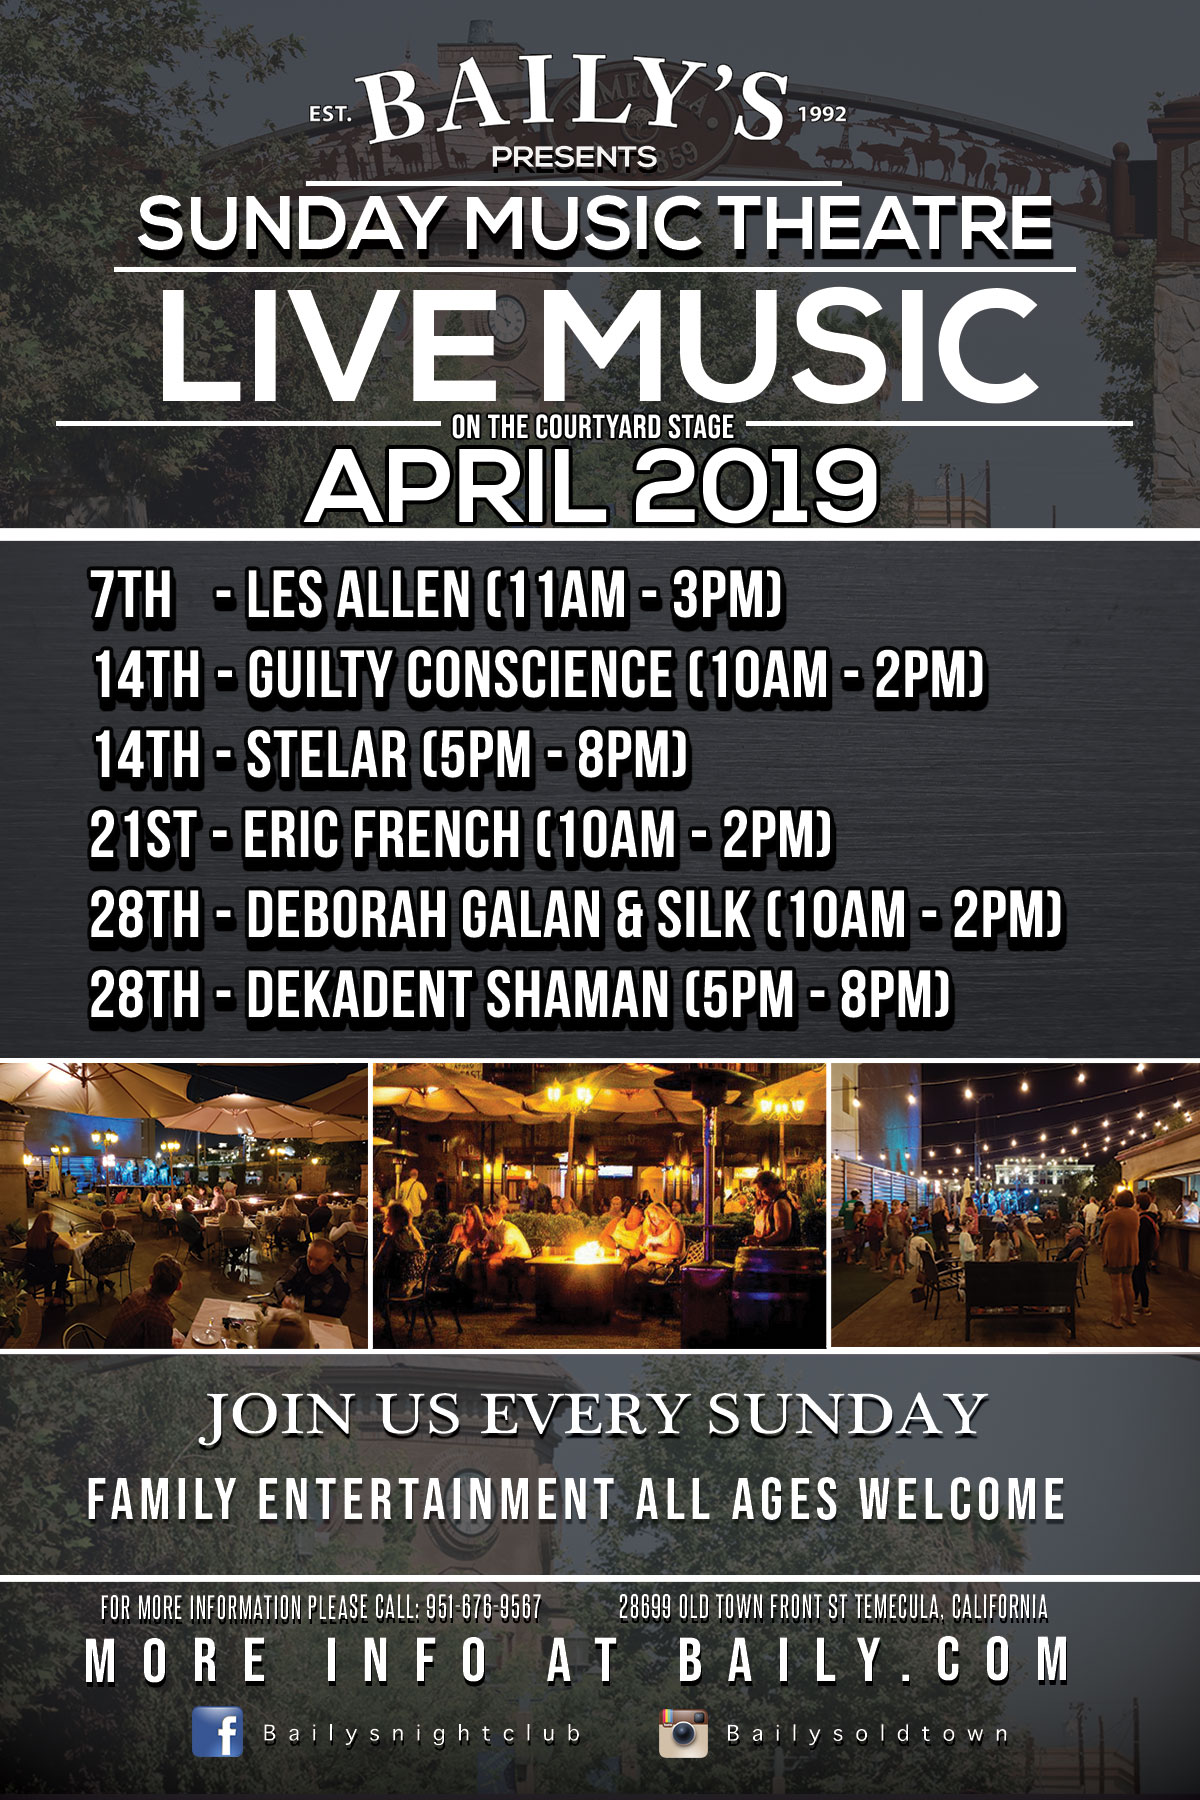 EST. BAILY'S 1992
PRESENTS
SUNDAY MUSIC THEATRE
LIVE MUSIC
ON THE COURTYARD STAGE
APRIL 2019
7TH - LES ALLEN (11AM - 3PM)
14TH - GUILTY CONSCIENCE (10AM - 2PM)
14TH - STELAR (5PM - 8PM)
21ST - ERIC FRENCH (10AM - 2PM)
28TH - DEBORAH GALAN & SILK (10AM - 2PM)
28TH - DEKADENT SHAMAN (5PM - 8PM)
JOIN US EVERY SUNDAY
FAMILY ENTERTAINMENT ALL AGES WELCOME
FOR MORE INFORMATION PLEASE CALL: 951-676-9567
28699 OLD TOWN FRONT ST TEMECULA, CALIFORNIA
MORE INFO AT BAILY.COM
f Bailysnightclub
Bailysoldtown